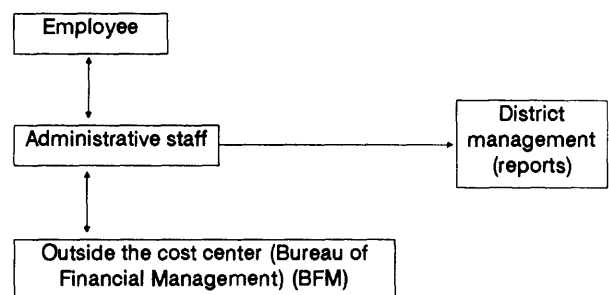 Employee
Administrative staff
District
management
(reports)
Outside the cost center (Bureau of
Financial Management) (BFM)